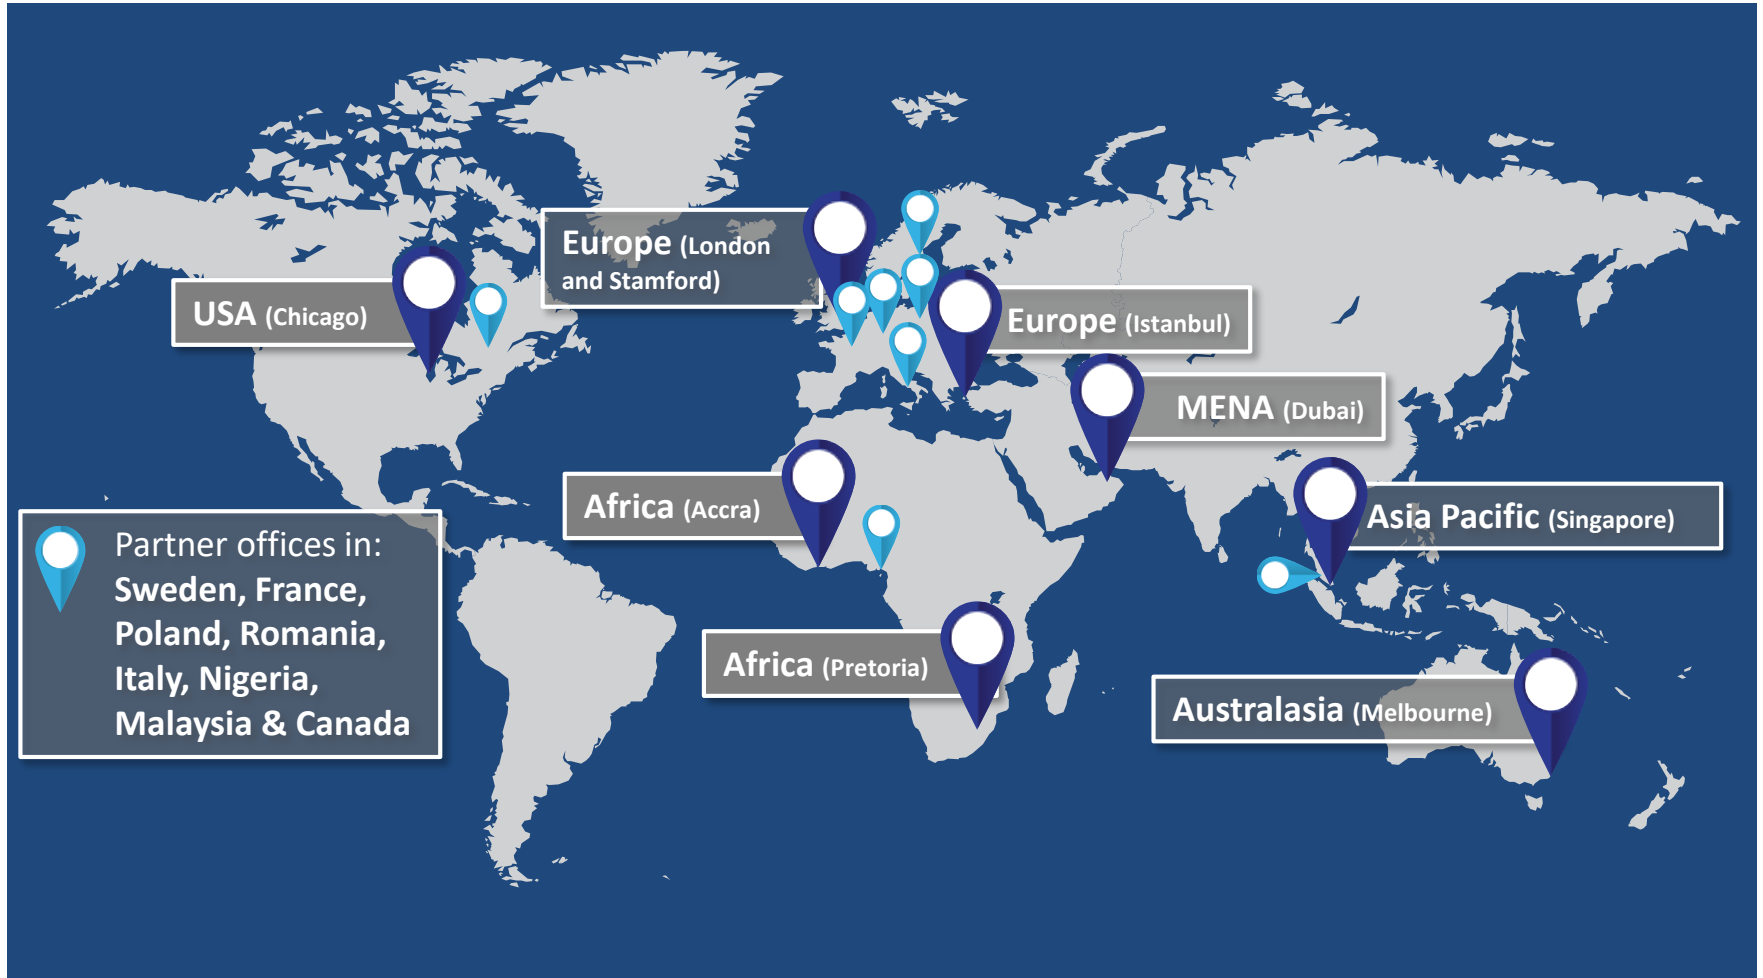 Europe (London
and Stamford)
USA (Chicago)
Europe (Istanbul)
MENA (Dubai)
Africa (Accra)
Asia Pacific (Singapore)
Partner offices in:
Sweden, France,
Poland, Romania,
Italy, Nigeria,
Malaysia & Canada
Africa (Pretoria)
Australasia (Melbourne)